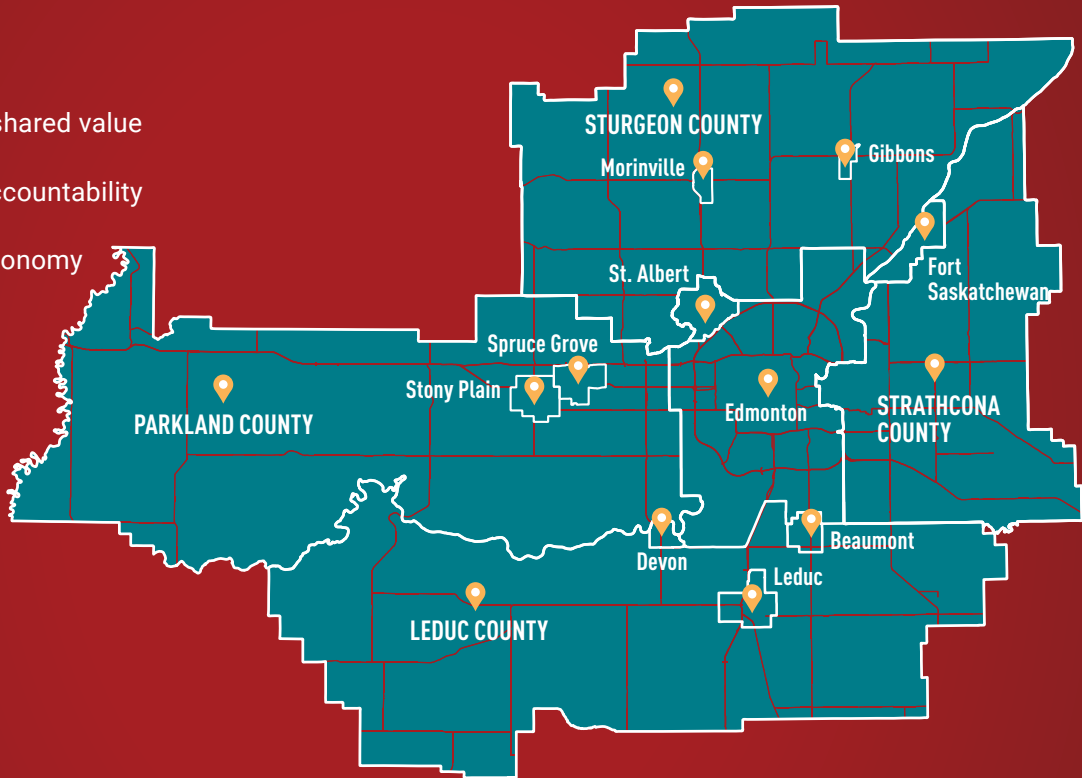 shared value
ccountability
onomy
STURGEON COUNTY
Morinville
Gibbons
St. Albert
Fort
Saskatchewan
Spruce Grove
Stony Plain
Edmonton
STRATHCONA
COUNTY
PARKLAND COUNTY
Beaumont
Devon
Leduc
LEDUC COUNTY